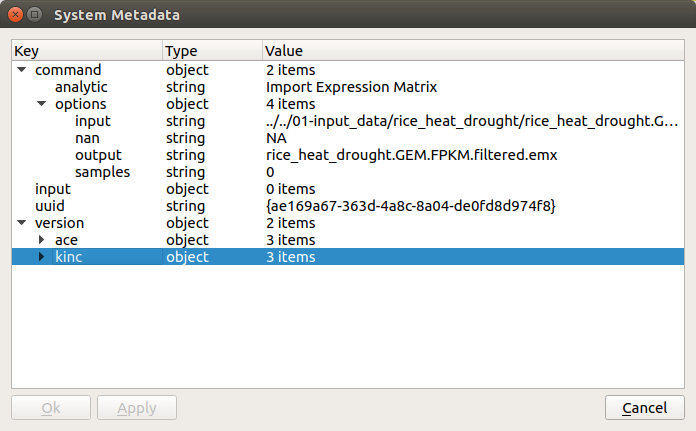 System Metadata
Key Type Value
command object 2 items
analytic string Import Expression Matrix
options object 4 items
input string ../../01-input_data/rice_heat_drought/rice_heat_drought.G...
nan string NA
output string rice_heat_drought.GEM.FPKM.filtered.emx
samples string 0
input object 0 items
uuid string {ae169a67-363d-4a8c-8a04-de0fd8d974f8}
version object 2 items
ace object 3 items
kinc object 3 items
Ok Apply Cancel